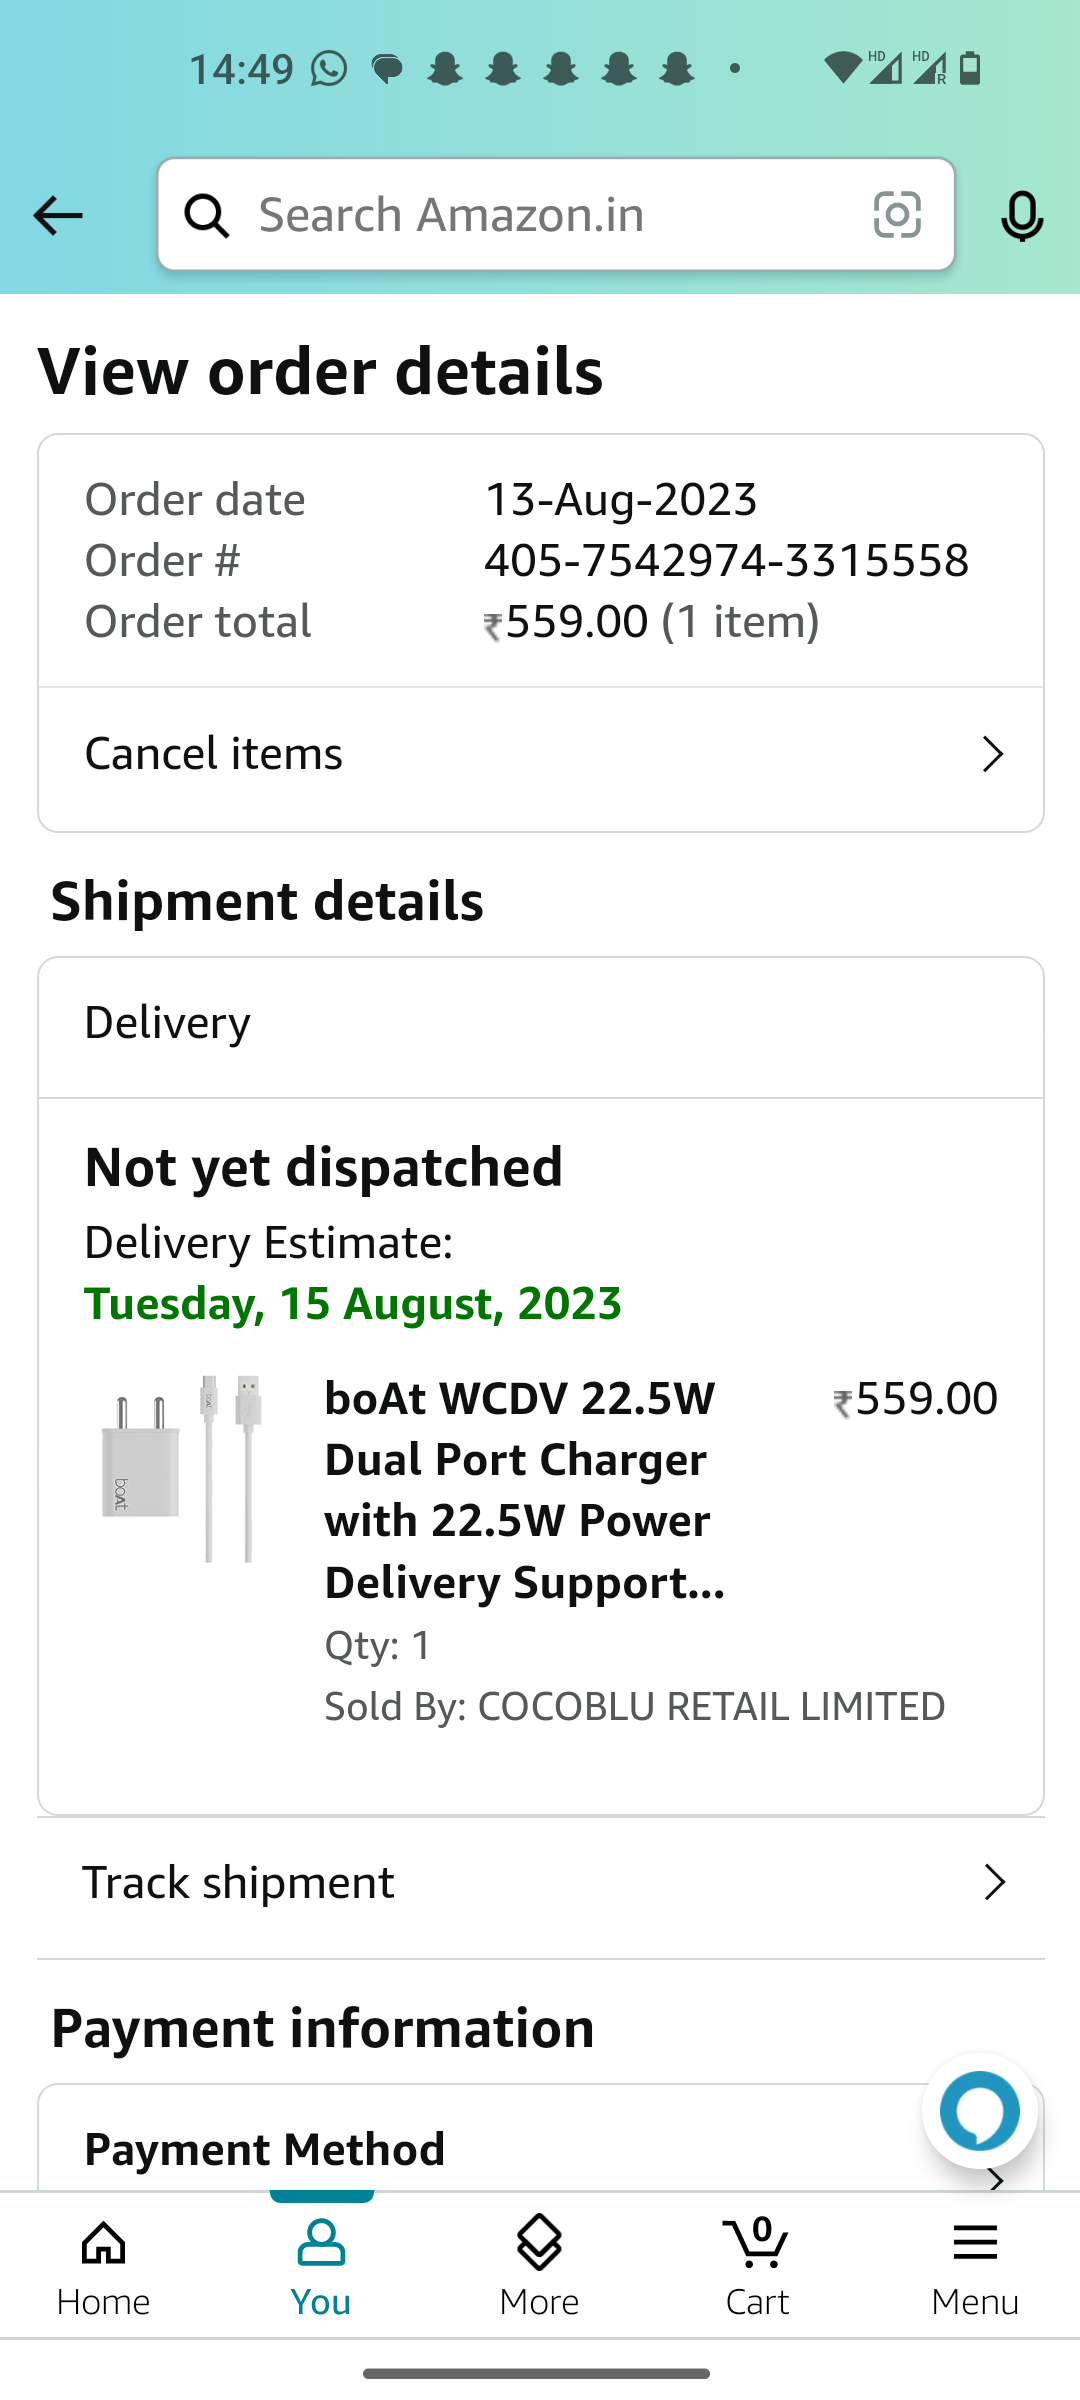 14:49
HD HD R
Search Amazon.in
View order details
Order date 13-Aug-2023
Order # 405-7542974-3315558
Order total ₹559.00 (1 item)
Cancel items
Shipment details
Delivery
Not yet dispatched
Delivery Estimate:
Tuesday, 15 August, 2023
boAt
boAt
boAt WCDV 22.5W ₹559.00
Dual Port Charger
with 22.5W Power
Delivery Support...
Qty: 1
Sold By: COCOBLU RETAIL LIMITED
Track shipment
Payment information
Payment Method
0
Home You More Cart Menu